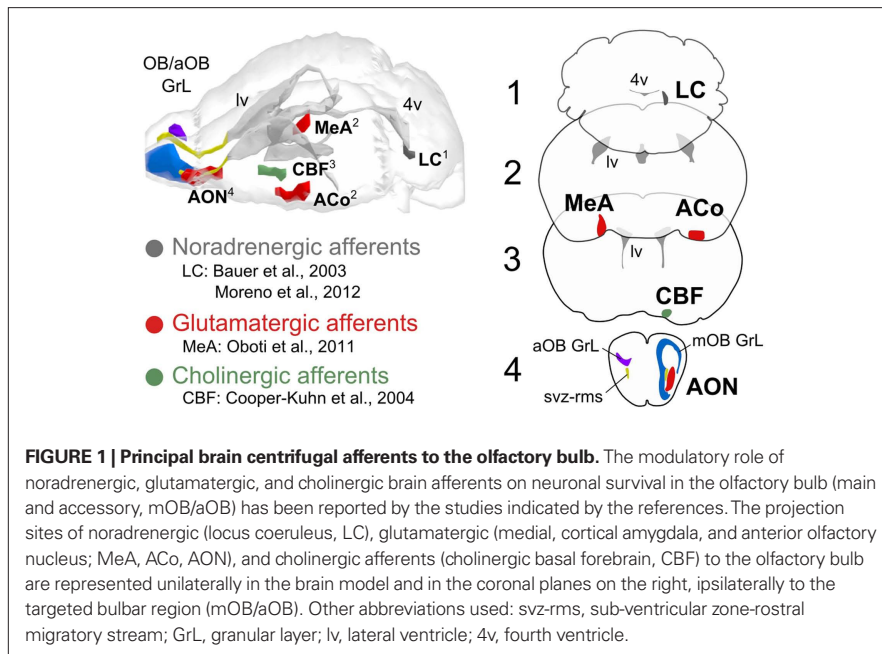 OB/aOB
GrL
lv
4v
MeA2
LC1
CBF3
AON4
ACo2
Noradrenergic afferents
LC: Bauer et al., 2003
Moreno et al., 2012
Glutamatergic afferents
MeA: Oboti et al., 2011
Cholinergic afferents
CBF: Cooper-Kuhn et al., 2004
1
4v
LC
2
lv
MeA
ACo
3
lv
CBF
4
aOB GrL
mOB GrL
svz-rms
AON
FIGURE 1 | Principal brain centrifugal afferents to the olfactory bulb. The modulatory role of
noradrenergic, glutamatergic, and cholinergic brain afferents on neuronal survival in the olfactory bulb (main
and accessory, mOB/aOB) has been reported by the studies indicated by the references. The projection
sites of noradrenergic (locus coeruleus, LC), glutamatergic (medial, cortical amygdala, and anterior olfactory
nucleus; MeA, ACo, AON), and cholinergic afferents (cholinergic basal forebrain, CBF) to the olfactory bulb
are represented unilaterally in the brain model and in the coronal planes on the right, ipsilaterally to the
targeted bulbar region (mOB/aOB). Other abbreviations used: svz-rms, sub-ventricular zone-rostral
migratory stream; GrL, granular layer; lv, lateral ventricle; 4v, fourth ventricle.